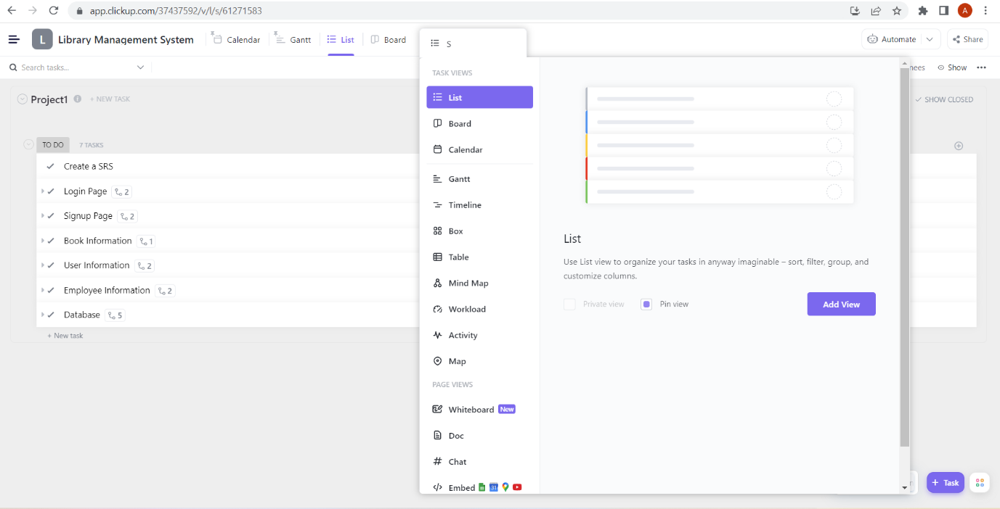 app.clickup.com/37437592/v/l/s/61271583
A
L
Library Management System
Calendar
Gantt
List
Board
S
Automate
Share
Search tasks...
TASK VIEWS
nees
Show
Project1
+ NEW TASK
List
SHOW CLOSED
Board
TO DO
7 TASKS
Calendar
Create a SRS
Gantt
Login Page
2
Timeline
Signup Page
2
Box
List
Book Information
1
Table
Use List view to organize your tasks in anyway imaginable – sort, filter, group, and
customize columns.
User Information
2
Mind Map
Employee Information
2
Private view
Pin view
Add View
Workload
Database
5
+ New task
Activity
Map
PAGE VIEWS
Whiteboard
New
Doc
Chat
Embed
31
+ Task